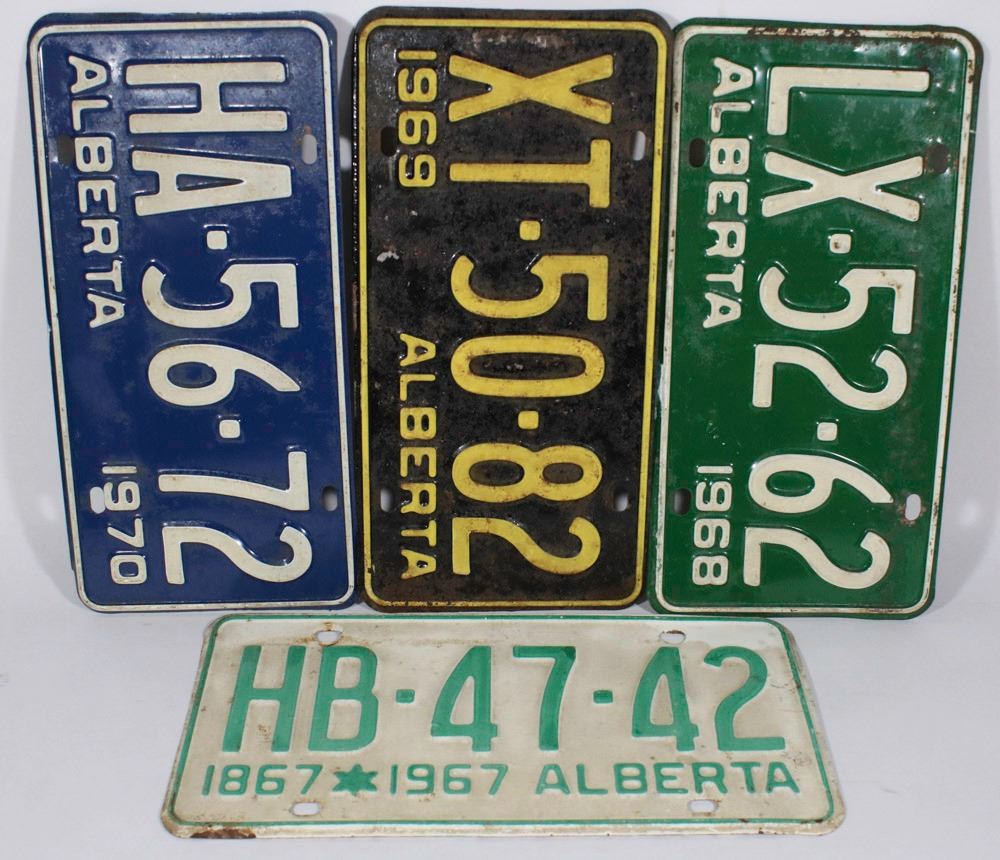 HA·56·72
ALBERTA 1970
XT·50·82
1969 ALBERTA
LX·52·62
ALBERTA 1968
HB·47·42
1867 ✶ 1967 ALBERTA